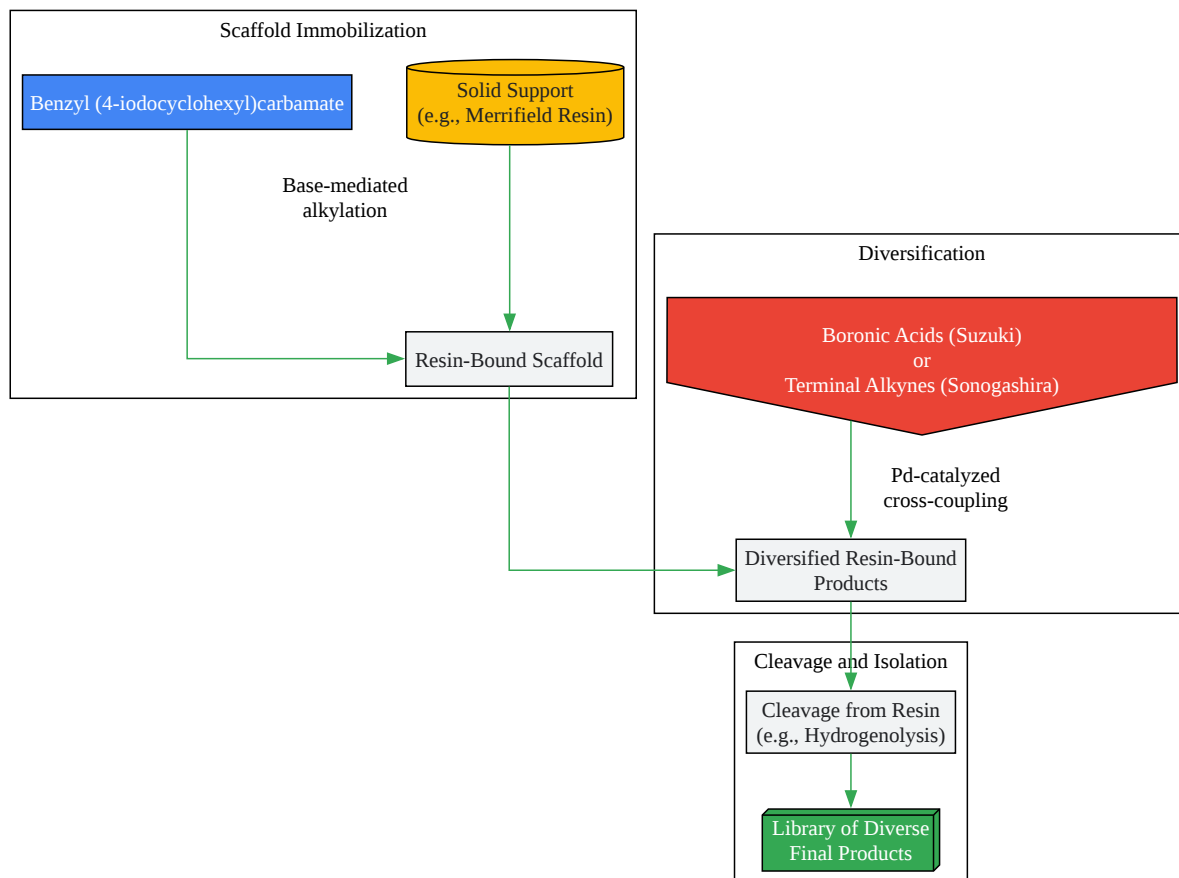 Scaffold Immobilization
Benzyl (4-iodocyclohexyl)carbamate
Solid Support
(e.g., Merrifield Resin)
Base-mediated
alkylation
Resin-Bound Scaffold
Diversification
Boronic Acids (Suzuki)
or
Terminal Alkynes (Sonogashira)
Pd-catalyzed
cross-coupling
Diversified Resin-Bound
Products
Cleavage and Isolation
Cleavage from Resin
(e.g., Hydrogenolysis)
Library of Diverse
Final Products